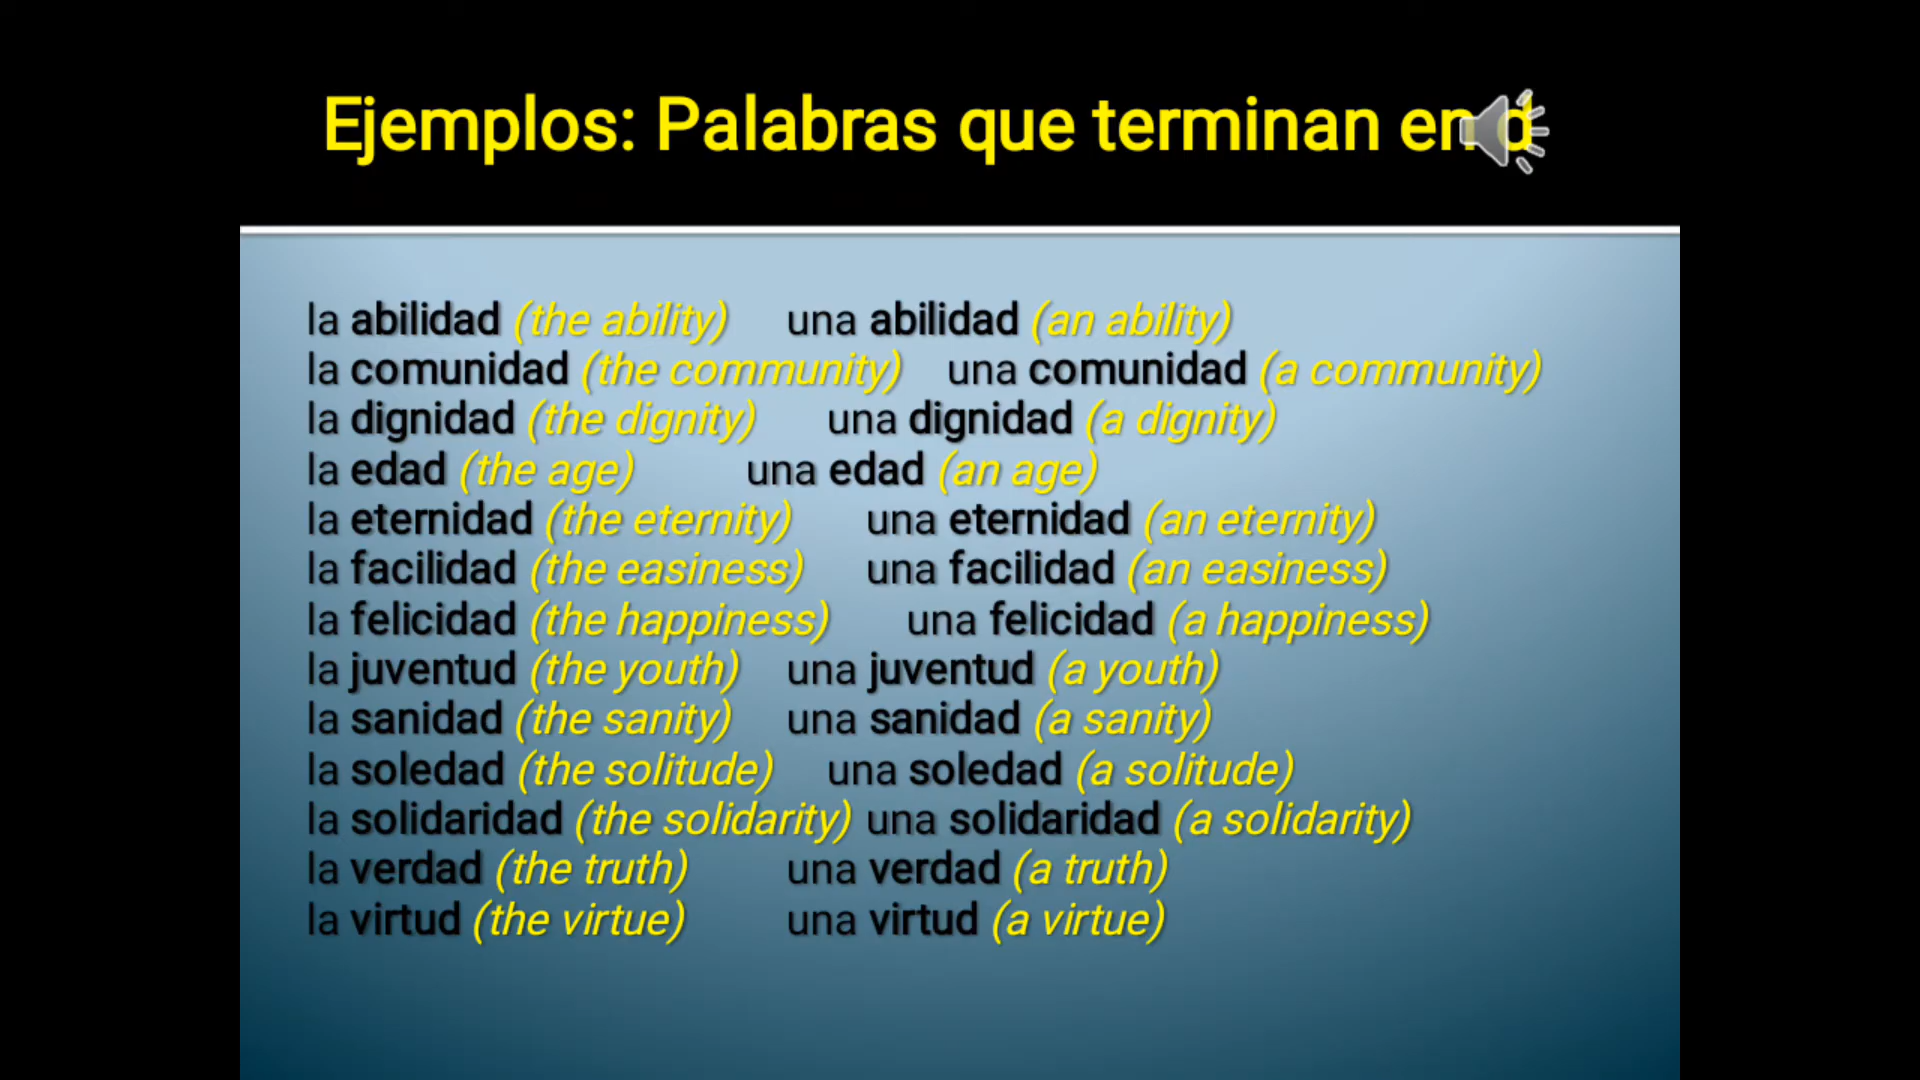 Ejemplos: Palabras que terminan en d
la abilidad (the ability) una abilidad (an ability)
la comunidad (the community) una comunidad (a community)
la dignidad (the dignity) una dignidad (a dignity)
la edad (the age) una edad (an age)
la eternidad (the eternity) una eternidad (an eternity)
la facilidad (the easiness) una facilidad (an easiness)
la felicidad (the happiness) una felicidad (a happiness)
la juventud (the youth) una juventud (a youth)
la sanidad (the sanity) una sanidad (a sanity)
la soledad (the solitude) una soledad (a solitude)
la solidaridad (the solidarity) una solidaridad (a solidarity)
la verdad (the truth) una verdad (a truth)
la virtud (the virtue) una virtud (a virtue)